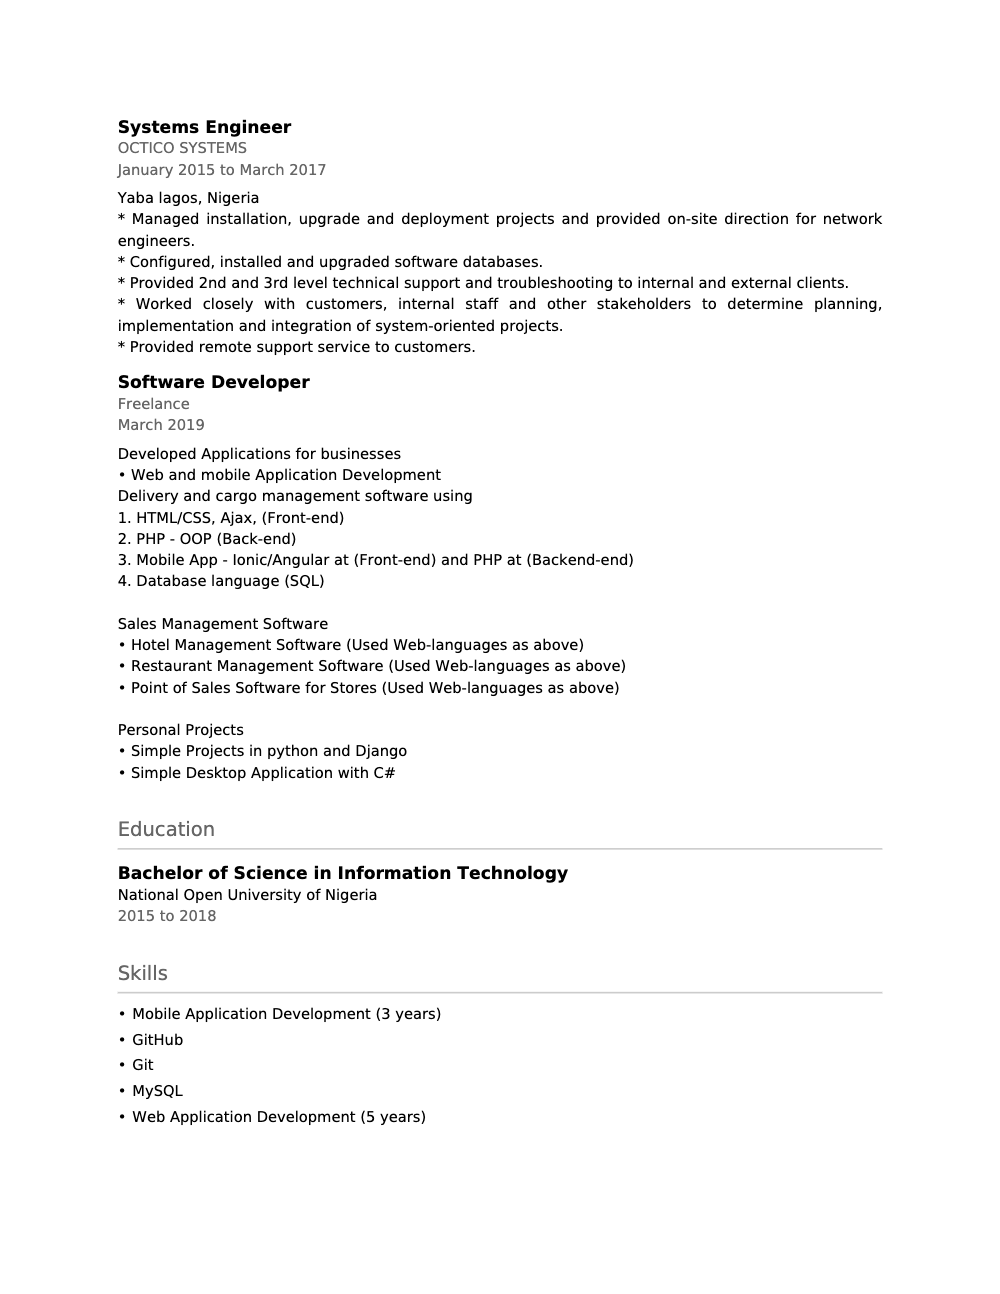 Systems Engineer
OCTICO SYSTEMS
January 2015 to March 2017
Yaba lagos, Nigeria
* Managed installation, upgrade and deployment projects and provided on-site direction for network
engineers.
* Configured, installed and upgraded software databases.
* Provided 2nd and 3rd level technical support and troubleshooting to internal and external clients.
* Worked closely with customers, internal staff and other stakeholders to determine planning,
implementation and integration of system-oriented projects.
* Provided remote support service to customers.
Software Developer
Freelance
March 2019
Developed Applications for businesses
• Web and mobile Application Development
Delivery and cargo management software using
1. HTML/CSS, Ajax, (Front-end)
2. PHP - OOP (Back-end)
3. Mobile App - Ionic/Angular at (Front-end) and PHP at (Backend-end)
4. Database language (SQL)
Sales Management Software
• Hotel Management Software (Used Web-languages as above)
• Restaurant Management Software (Used Web-languages as above)
• Point of Sales Software for Stores (Used Web-languages as above)
Personal Projects
• Simple Projects in python and Django
• Simple Desktop Application with C#
Education
Bachelor of Science in Information Technology
National Open University of Nigeria
2015 to 2018
Skills
• Mobile Application Development (3 years)
• GitHub
• Git
• MySQL
• Web Application Development (5 years)